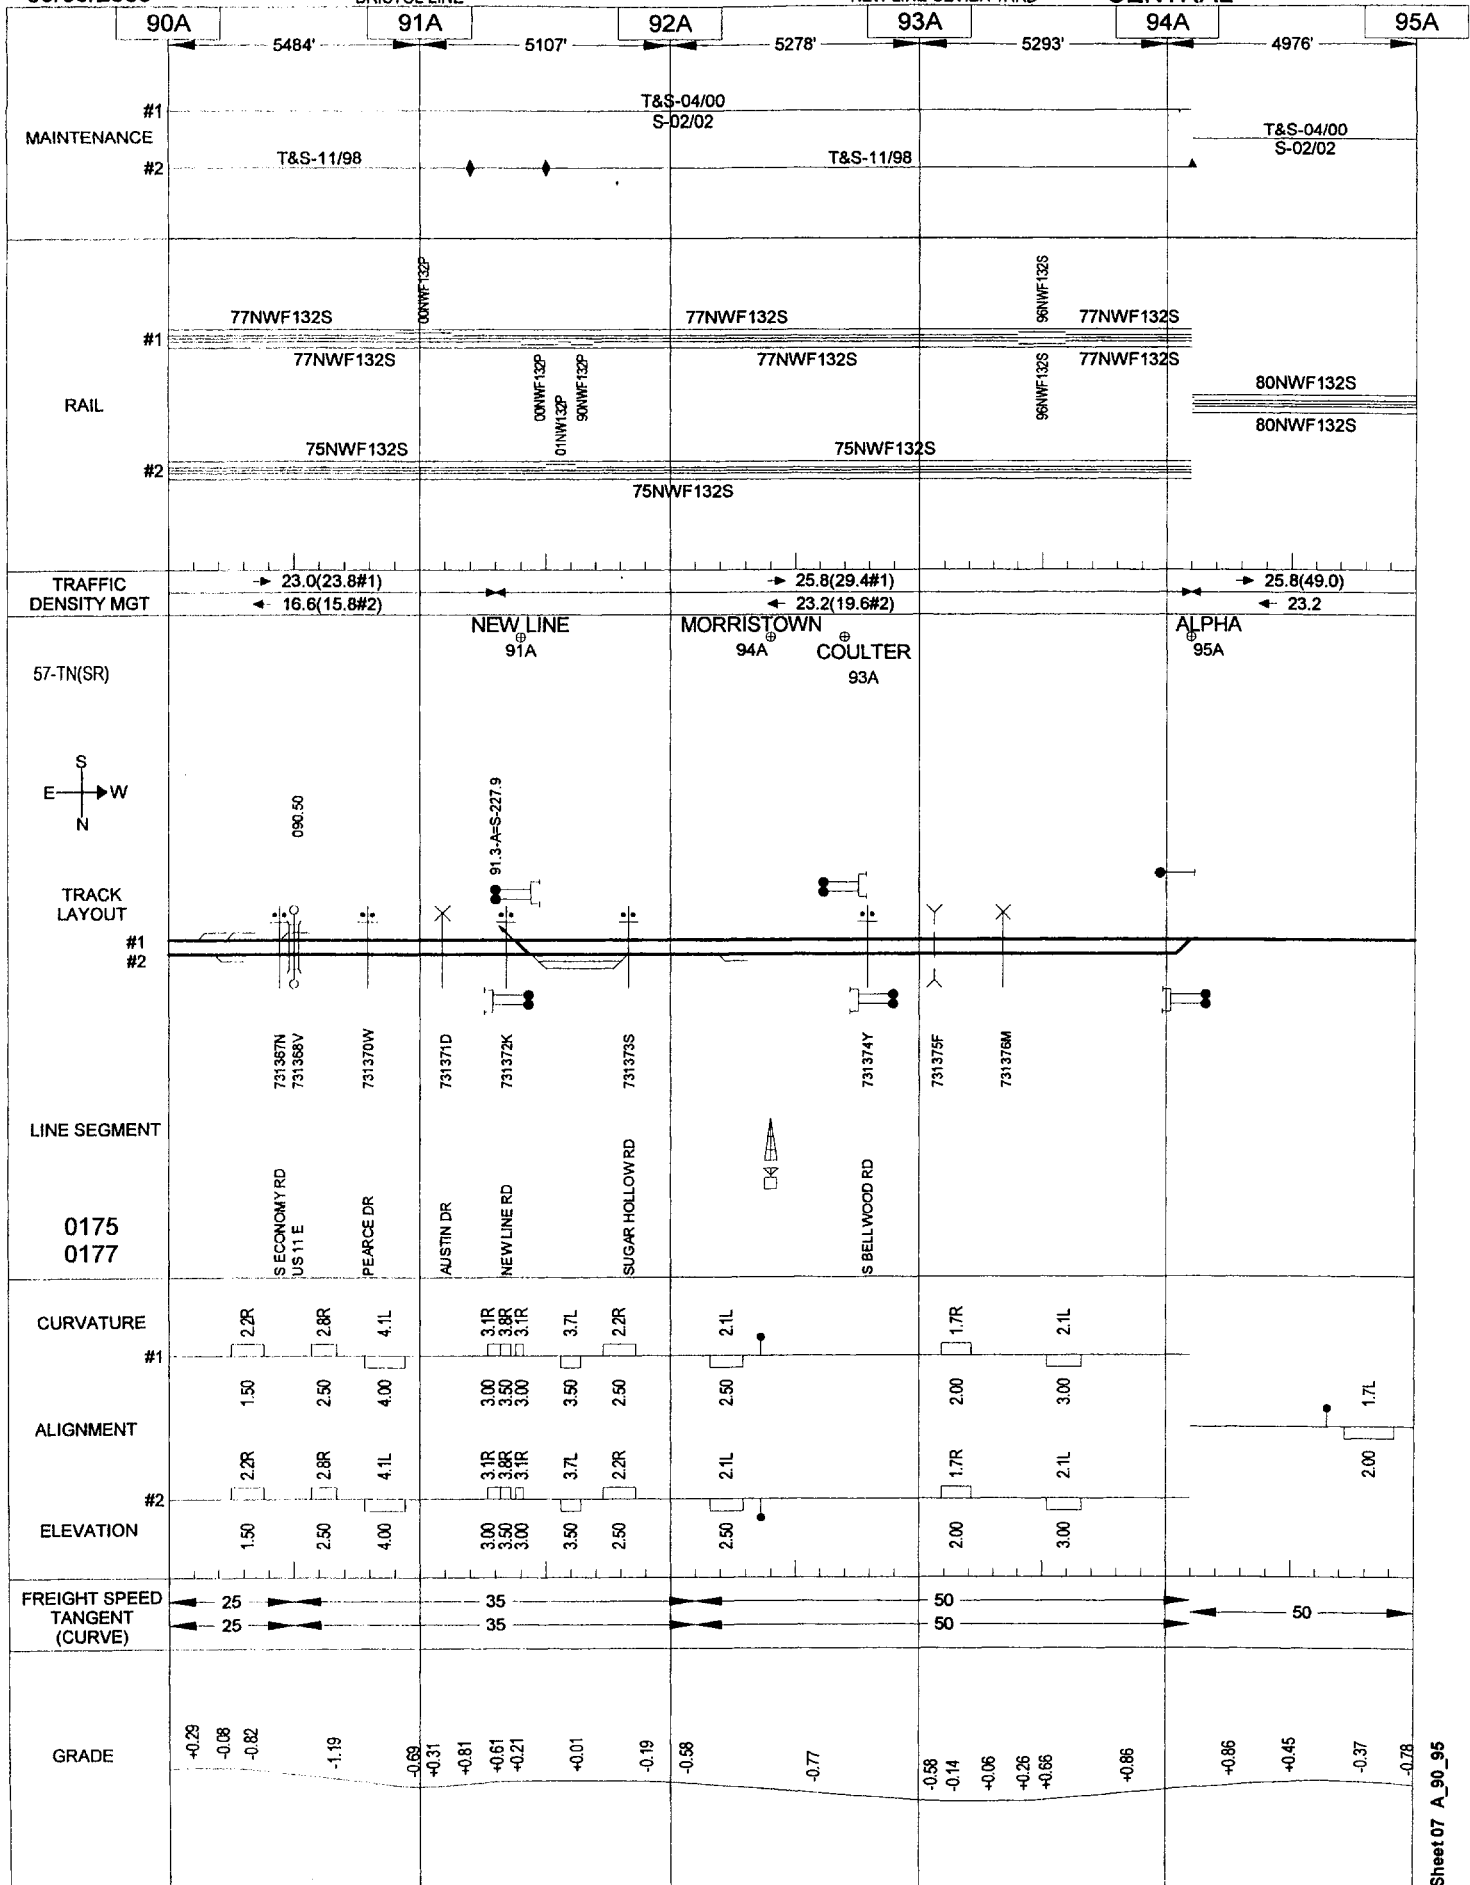 90A 91A 92A 93A 94A 95A
5484' 5107' 5278' 5293' 4976'
MAINTENANCE
#1
T&S-04/00
S-02/02
T&S-04/00
S-02/02
#2
T&S-11/98
T&S-11/98
RAIL
00NWF132P
96NWF132S
77NWF132S 77NWF132S 77NWF132S
#1
77NWF132S 77NWF132S 77NWF132S
00NWF132P
01NW132P
90NWF132P
96NWF132S
80NWF132S
80NWF132S
75NWF132S 75NWF132S
#2
75NWF132S
TRAFFIC
DENSITY MGT
23.0(23.8#1) 25.8(29.4#1) 25.8(49.0)
16.6(15.8#2) 23.2(19.6#2) 23.2
NEW LINE
91A
MORRISTOWN
94A
COULTER
93A
ALPHA
95A
57-TN(SR)
S
E W
N
090.50
91.3-A=S-227.9
TRACK
LAYOUT
#1
#2
731367N
731368V
731370W
731371D
731372K
731373S
731374Y
731375F
731376M
LINE SEGMENT
0175
0177
S ECONOMY RD
US 11 E
PEARCE DR
AUSTIN DR
NEW LINE RD
SUGAR HOLLOW RD
S BELLWOOD RD
CURVATURE
2.2R 2.8R 4.1L 3.1R 3.8R 3.1R 3.7L 2.2R 2.1L 1.7R 2.1L
#1
1.50 2.50 4.00 3.00 3.50 3.00 3.50 2.50 2.50 2.00 3.00
1.7L
ALIGNMENT
2.00
2.2R 2.8R 4.1L 3.1R 3.8R 3.1R 3.7L 2.2R 2.1L 1.7R 2.1L
#2
ELEVATION
1.50 2.50 4.00 3.00 3.50 3.00 3.50 2.50 2.50 2.00 3.00
FREIGHT SPEED
TANGENT
(CURVE)
25 35 50
50
25 35 50
GRADE
+0.29 -0.08 -0.82 -1.19 -0.69 +0.31 +0.81 +0.61 +0.21 +0.01 -0.19 -0.58 -0.77 -0.58 -0.14 +0.06 +0.26 +0.66 +0.86 +0.86 +0.45 -0.37 -0.78
Sheet 07 A_90_95